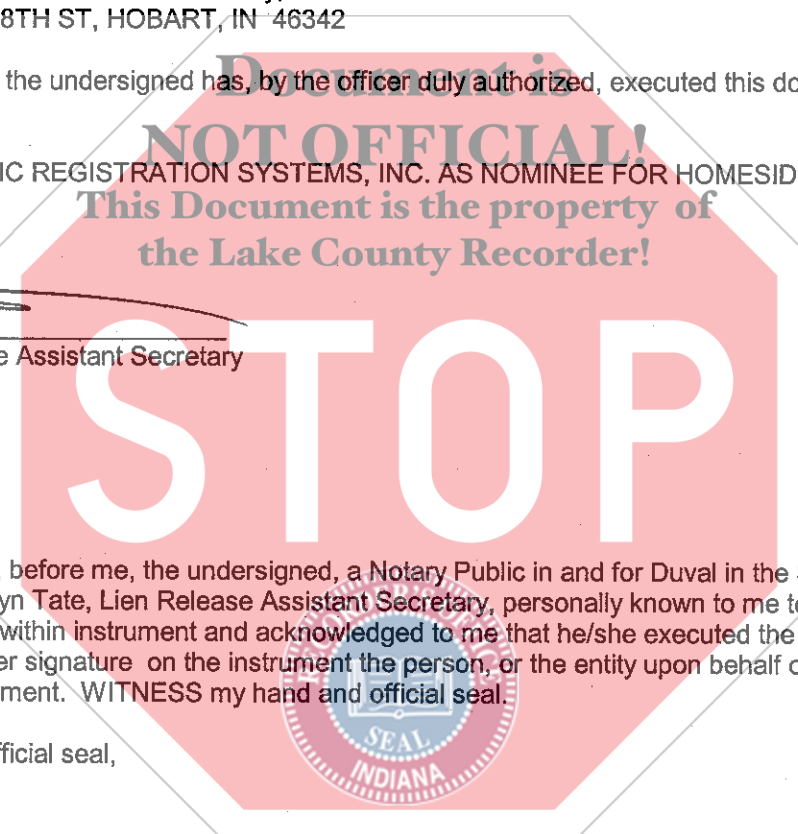 8TH ST, HOBART, IN 46342
Document is
the undersigned has, by the officer duly authorized, executed this do
NOT OFFICIAL!
IC REGISTRATION SYSTEMS, INC. AS NOMINEE FOR HOMESID
This Document is the property of
the Lake County Recorder!
STOP
e Assistant Secretary
before me, the undersigned, a Notary Public in and for Duval in the
yn Tate, Lien Release Assistant Secretary, personally known to me t
within instrument and acknowledged to me that he/she executed the
er signature on the instrument the person, or the entity upon behalf o
ment. WITNESS my hand and official seal.
SEAL
INDIANA
fficial seal,